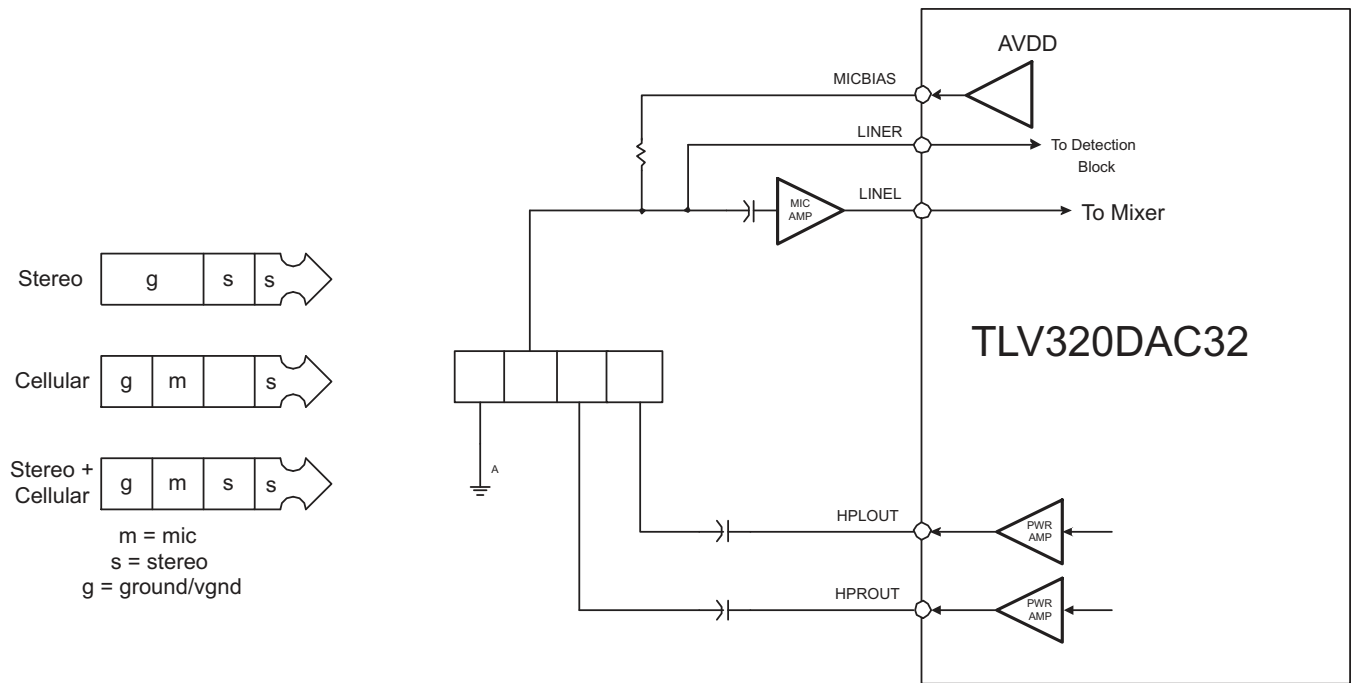 AVDD
MICBIAS
LINER
To Detection
Block
MIC
AMP
LINEL
To Mixer
Stereo
g
s
s
TLV320DAC32
Cellular
g
m
s
Stereo +
Cellular
g
m
s
s
A
m = mic
s = stereo
g = ground/vgnd
HPLOUT
PWR
AMP
HPROUT
PWR
AMP